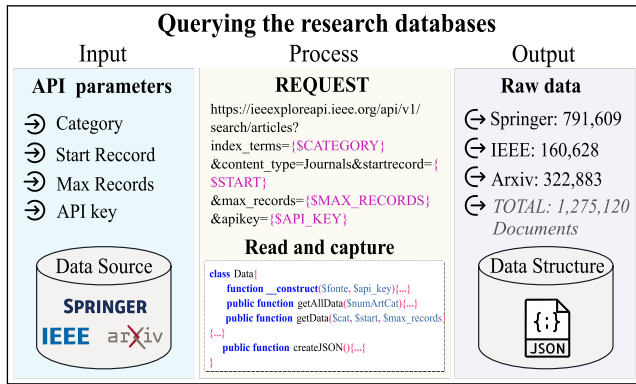 Querying the research databases
Input
API parameters
Category
Start Reccord
Max Records
API key
Data Source
SPRINGER
IEEE arXiv
Process
REQUEST
https://ieeexploreapi.ieee.org/api/v1/
search/articles?
index_terms={$CATEGORY}
&content_type=Journals&startrecord={
$START}
&max_records={$MAX_RECORDS}
&apikey={$API_KEY}
Read and capture
class Data{
function __construct($fonte, $api_key){...}
public function getAllData($numArtCat){...}
public function getData($cat, $start, $max_records)
{...}
public function createJSON(){...}
}
Output
Raw data
Springer: 791,609
IEEE: 160,628
Arxiv: 322,883
TOTAL: 1,275,120
Documents
Data Structure
{:}
JSON